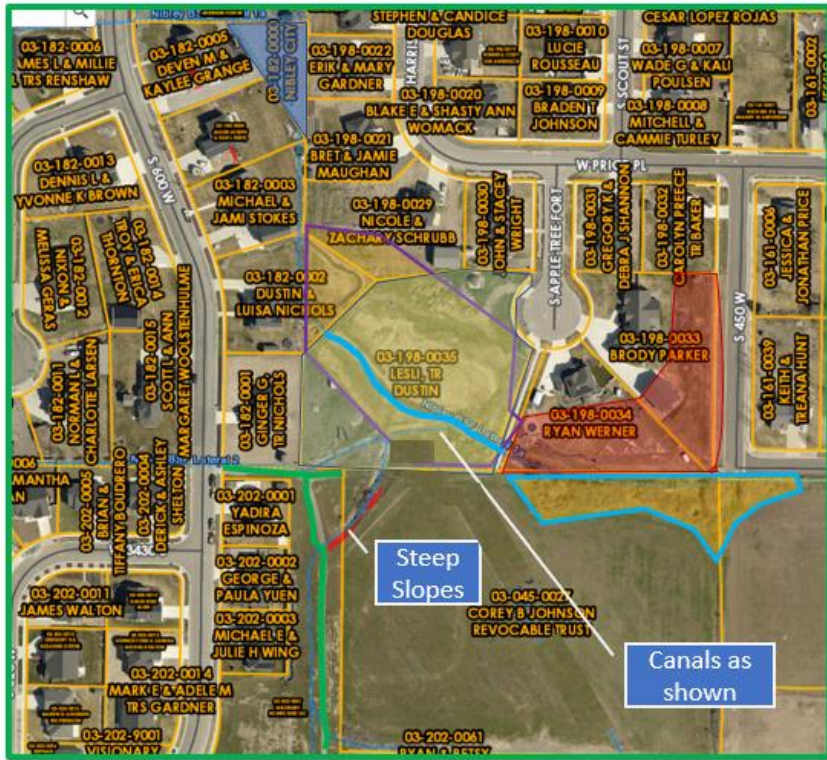 03-182-0006
JAMES L & MILLIE
L TRS RENSHAW
03-182-0005
DEVEN M &
KAYLEE GRANGE
03-182-0000
NIBLEY CITY
STEPHEN & CANDICE
DOUGLAS
03-198-0022
ERIK & MARY
GARDNER
HARRIS
03-198-0010
LUCIE
ROUSSEAU
S SCOUT ST
CESAR LOPEZ ROJAS
03-198-0007
WADE G & KALI
POULSEN
03-161-0002
03-198-0020
BLAKE E & SHASTY ANN
WOMACK
03-198-0009
BRADEN T
JOHNSON
03-198-0008
MITCHELL &
CAMMIE TURLEY
03-198-0021
BRET & JAMIE
MAUGHAN
W PRICE PL
S 600 W
03-182-0013
DENNIS L &
YVONNE K BROWN
03-182-0003
MICHAEL &
JAMI STOKES
03-198-0029
NICOLE &
ZACHARY SCHRUBB
03-198-0030
JOHN & STACEY
WRIGHT
S APPLE TREE FORT
03-198-0031
GREGORY K &
DEBRA J SHANNON
03-198-0032
CAROLYN PREECE
TR BAKER
03-161-0006
JESSICA &
JONATHAN PRICE
03-182-0012
NIXON &
MELISSA GERAS
03-182-0014
TROY & ERICA
THORNTON
03-182-0002
DUSTIN &
LUISA NICHOLS
03-182-0015
SCOTT L & ANN
MARGARET WOOLSTENHULME
03-198-0035
LESLI, TR
DUSTIN
03-198-0033
BRODY PARKER
S 450 W
03-161-0039
KEITH &
TREANA HUNT
03-182-0011
NORMAN L &
CHARLOTTE LARSEN
03-182-0001
GINGER G,
TR NICHOLS
03-198-0034
RYAN WERNER
Lateral 2
03-202-0005
BRIAN &
TIFFANY BOUDRERO
03-202-0004
DERICK & ASHLEY
SHELTON
03-202-0001
YADIRA
ESPINOZA
W 3430
Steep
Slopes
03-202-0002
GEORGE &
PAULA YUEN
03-045-0027
COREY B JOHNSON
REVOCABLE TRUST
03-202-0011
JAMES WALTON
03-202-0003
MICHAEL E &
JULIE H WING
Canals as
shown
03-202-0014
MARK E & ADELE M
TRS GARDNER
03-202-9001
VISIONARY
03-202-0061
RYAN & BETSY